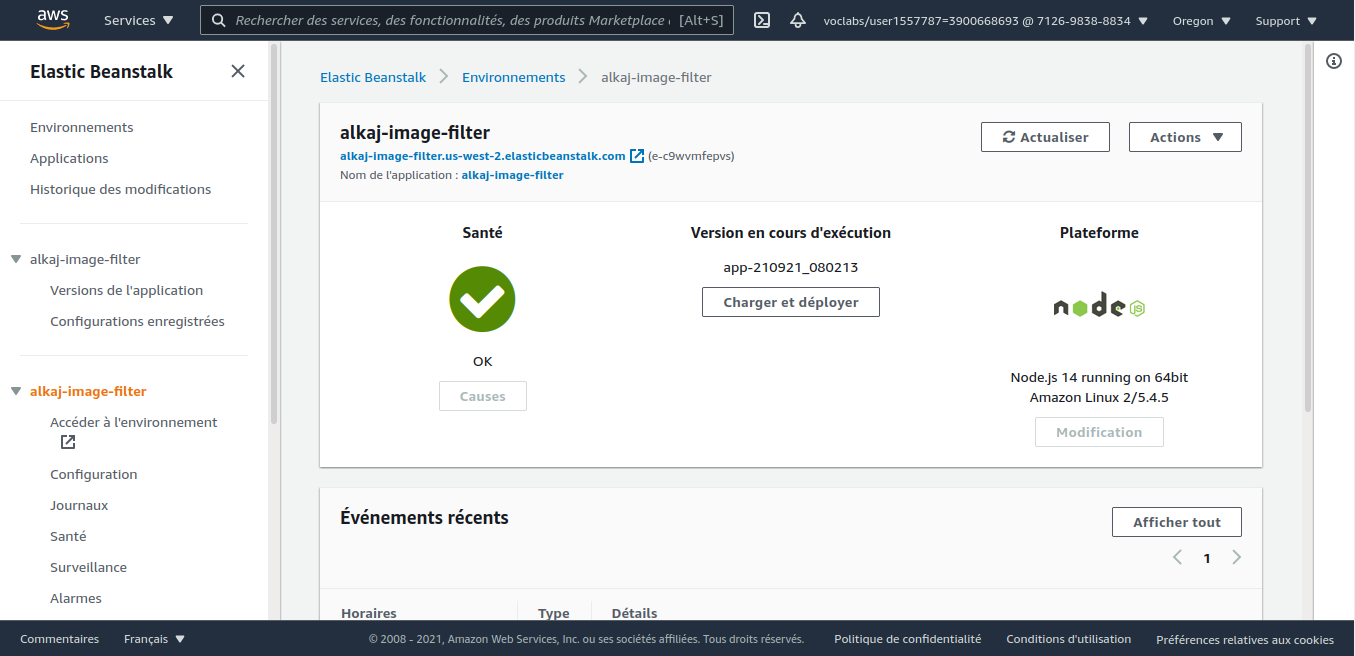 aws
Services ▼
Rechercher des services, des fonctionnalités, des produits Marketplace [Alt+S]
voclabs/user1557787=3900668693 @ 7126-9838-8834 ▼
Oregon ▼
Support ▼
Elastic Beanstalk
Environnements
Applications
Historique des modifications
alkaj-image-filter
Versions de l'application
Configurations enregistrées
alkaj-image-filter
Accéder à l'environnement
Configuration
Journaux
Santé
Surveillance
Alarmes
Elastic Beanstalk > Environnements > alkaj-image-filter
alkaj-image-filter
alkaj-image-filter.us-west-2.elasticbeanstalk.com (e-c9wvmfepvs)
Nom de l'application : alkaj-image-filter
Actualiser
Actions ▼
Santé
OK
Causes
Version en cours d'exécution
app-210921_080213
Charger et déployer
Plateforme
node JS
Node.js 14 running on 64bit
Amazon Linux 2/5.4.5
Modification
Événements récents
Afficher tout
< 1 >
Horaires
Type
Détails
Commentaires
Français ▼
© 2008 - 2021, Amazon Web Services, Inc. ou ses sociétés affiliées. Tous droits réservés.
Politique de confidentialité
Conditions d'utilisation
Préférences relatives aux cookies